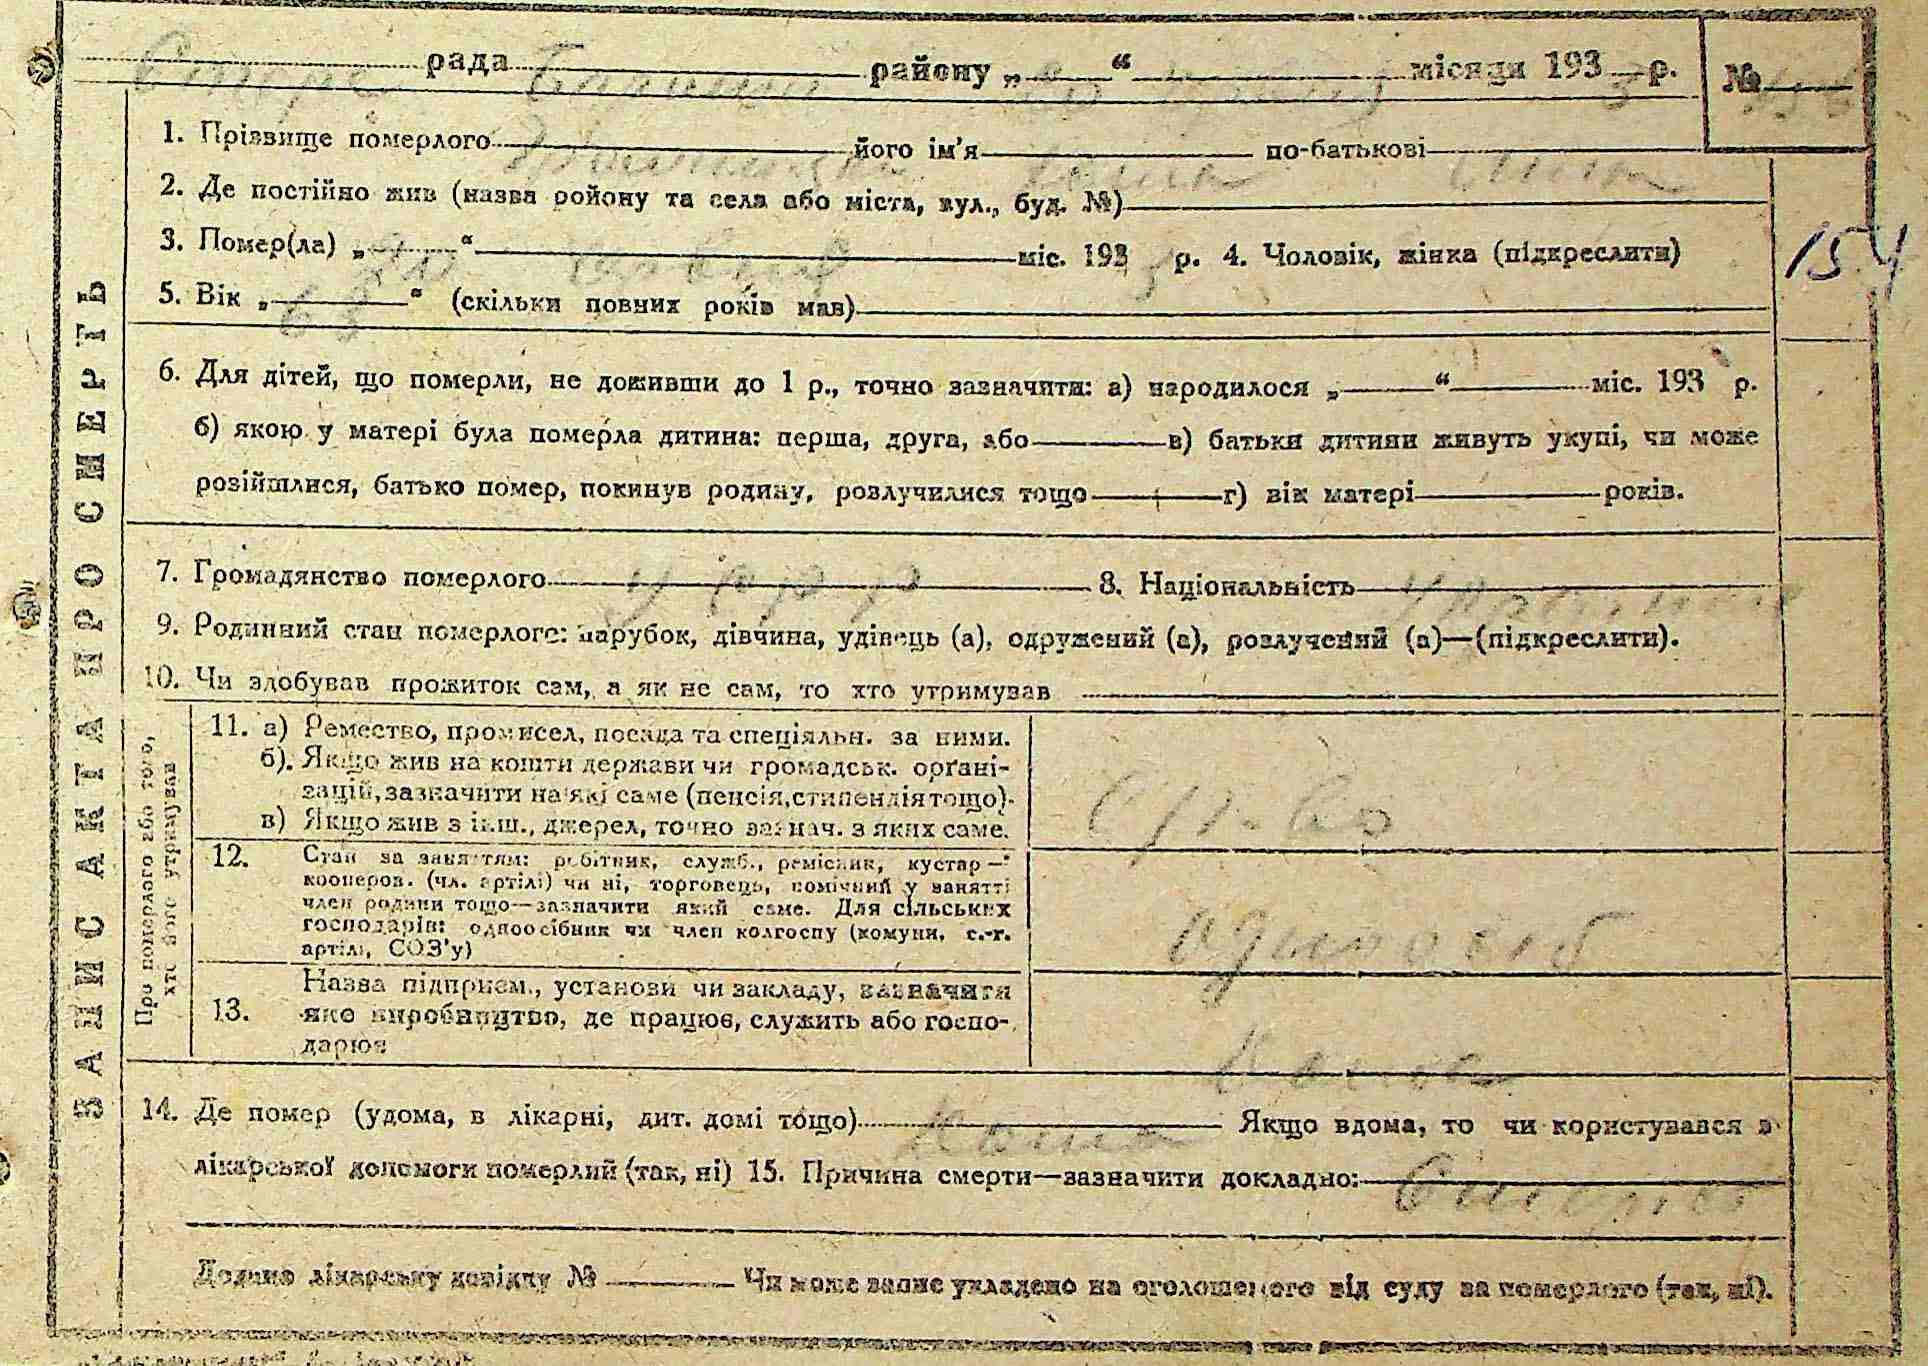 рада району „ “ місяци 193 3 р. №
1. Прізвище померлого його ім'я по-батькові
2. Де постійно жив (назва ройону та села або міста, вул., буд. №)
3. Помер(ла) „ “ міс. 193 3 р. 4. Чоловік, жінка (підкреслити)
154
5. Вік „ “ (скільки повних років мав)
6. Для дітей, що померли, не доживши до 1 р., точно зазначити: а) народилося „ “ міс. 193 р.
б) якою у матері була померла дитина: перша, друга, або в) батьки дитини живуть укупі, чи може
розійшлися, батько помер, покинув родину, розлучилися тощо г) вік матері років.
7. Громадянство померлого УСРР 8. Національність
9. Родинний стан померлого: парубок, дівчина, удівець (а), одружений (а), розлучений (а)—(підкреслити).
10. Чи здобував прожиток сам, а як не сам, то хто утримував
ЗАПИС АКТА ПРО СМЕРТЬ
Про померлого або того,
хто його утримував
11. а) Ремество, промисел, посада та спеціяльн. за ними.
б). Якщо жив на кошти держави чи громадськ. органі-
зацій, зазначити на які саме (пенсія, стипендія тощо).
в) Якщо жив з інш., джерел, точно зазнач. з яких саме.
12. Стан за заняттям: робітник, служб., ремісник, кустар—
кооперов. (чл. артілі) чи ні, торговець, помічний у занятті
член родини тощо—зазначити який саме. Для сільських
господарів: одноосібник чи член колгоспу (комуни, с.-г.
артілі, СОЗ'у)
Назва підприєм., установи чи закладу, зазначити
13. яке виробництво, де працює, служить або госпо-
дарює
14. Де помер (удома, в лікарні, дит. домі тощо) Якщо вдома, то чи користувався з
лікарської допомоги померлий (так, ні) 15. Причина смерти—зазначити докладно:
Додано лікарську довідку № Чи може запис укладено на оголошеного від суду за померлого (так, ні).